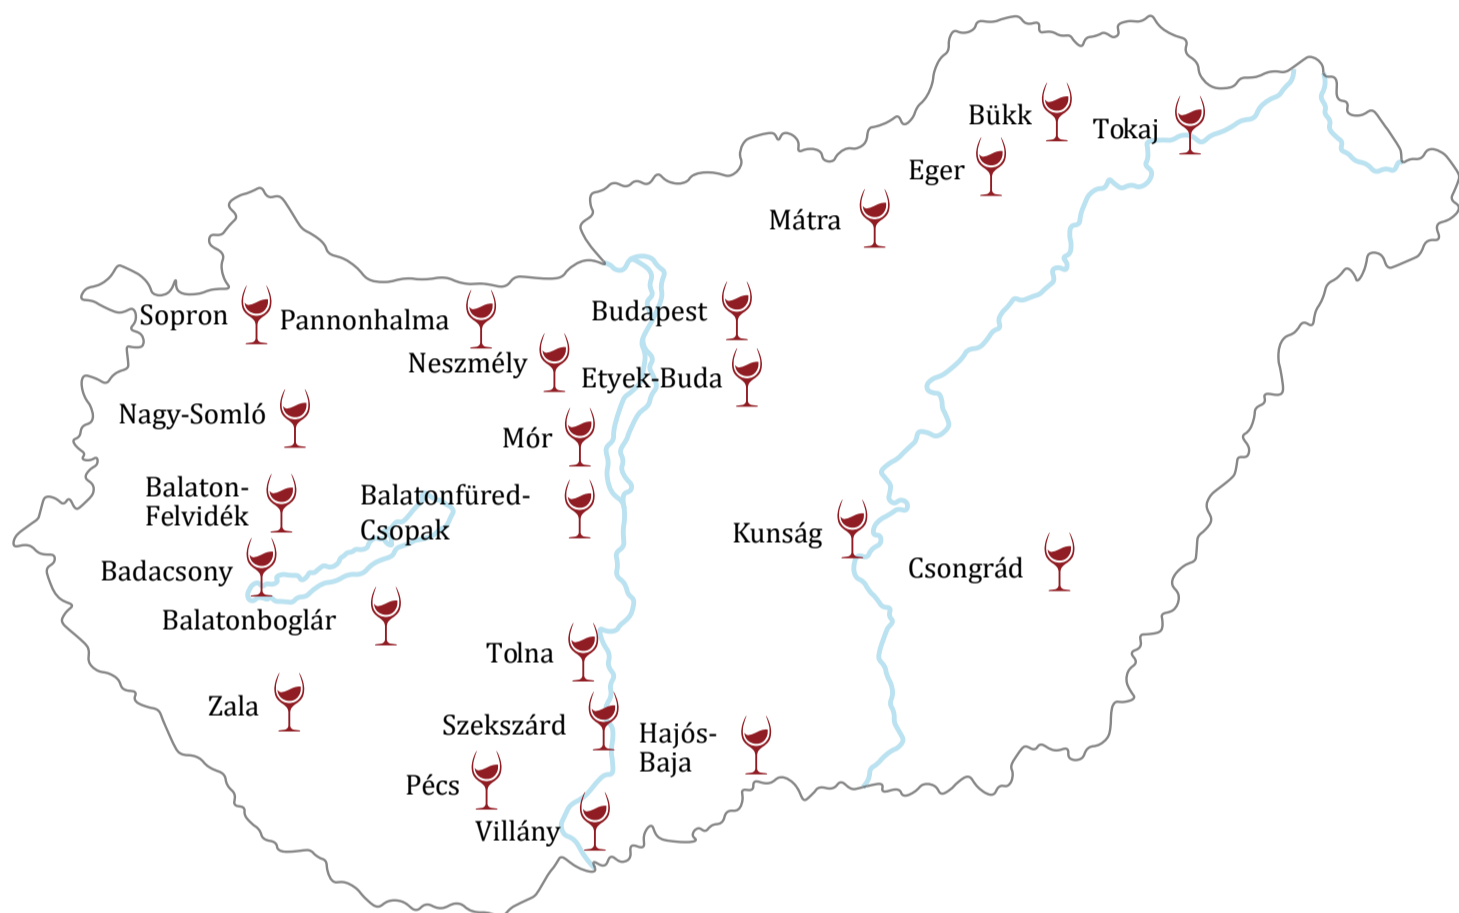 Bükk
Tokaj
Eger
Mátra
Sopron
Pannonhalma
Budapest
Neszmély
Etyek-Buda
Nagy-Somló
Mór
Balaton-
Felvidék
Balatonfüred-
Csopak
Kunság
Csongrád
Badacsony
Balatonboglár
Tolna
Zala
Szekszárd
Hajós-
Baja
Pécs
Villány